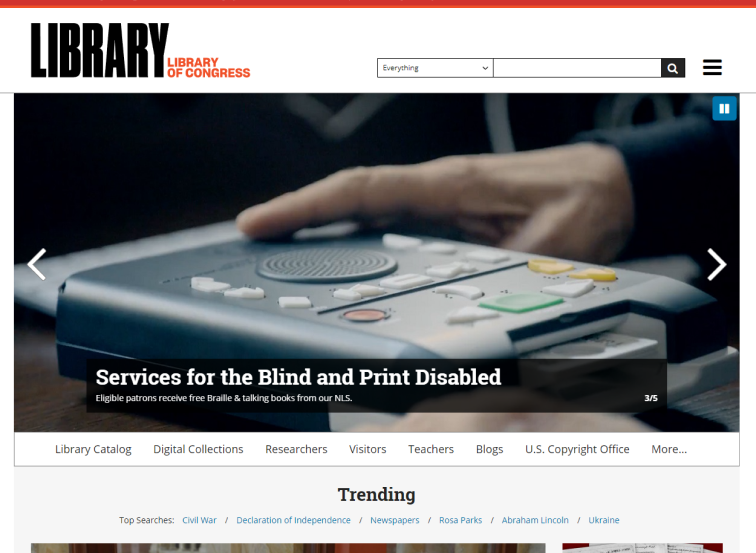 LIBRARY
LIBRARY
OF CONGRESS
Everything
Services for the Blind and Print Disabled
Eligible patrons receive free Braille & talking books from our NLS.
3/5
Library Catalog Digital Collections Researchers Visitors Teachers Blogs U.S. Copyright Office More...
Trending
Top Searches: Civil War / Declaration of Independence / Newspapers / Rosa Parks / Abraham Lincoln / Ukraine